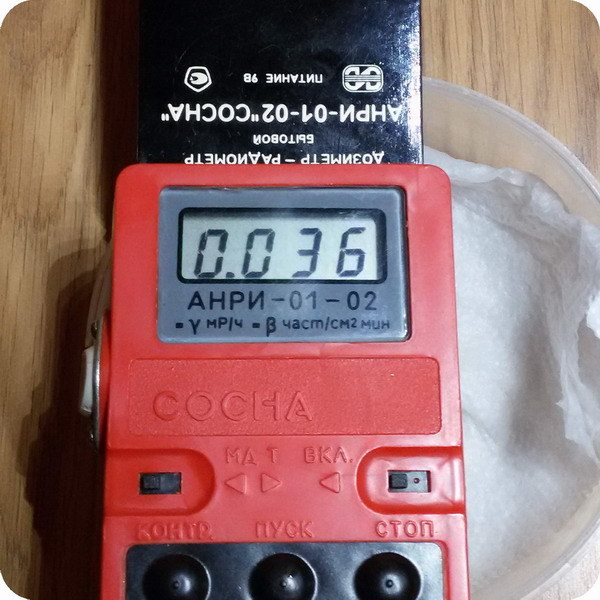 ПИТАНИЕ 9В
АНРИ-01-02"СОСНА"
БЫТОВОЙ
ДОЗИМЕТР – РАДИОМЕТР
0.036
АНРИ-01-02
=γ мР/ч =β част/см² мин
СОСНА
МД Т ВКЛ.
КОНТР. ПУСК СТОП